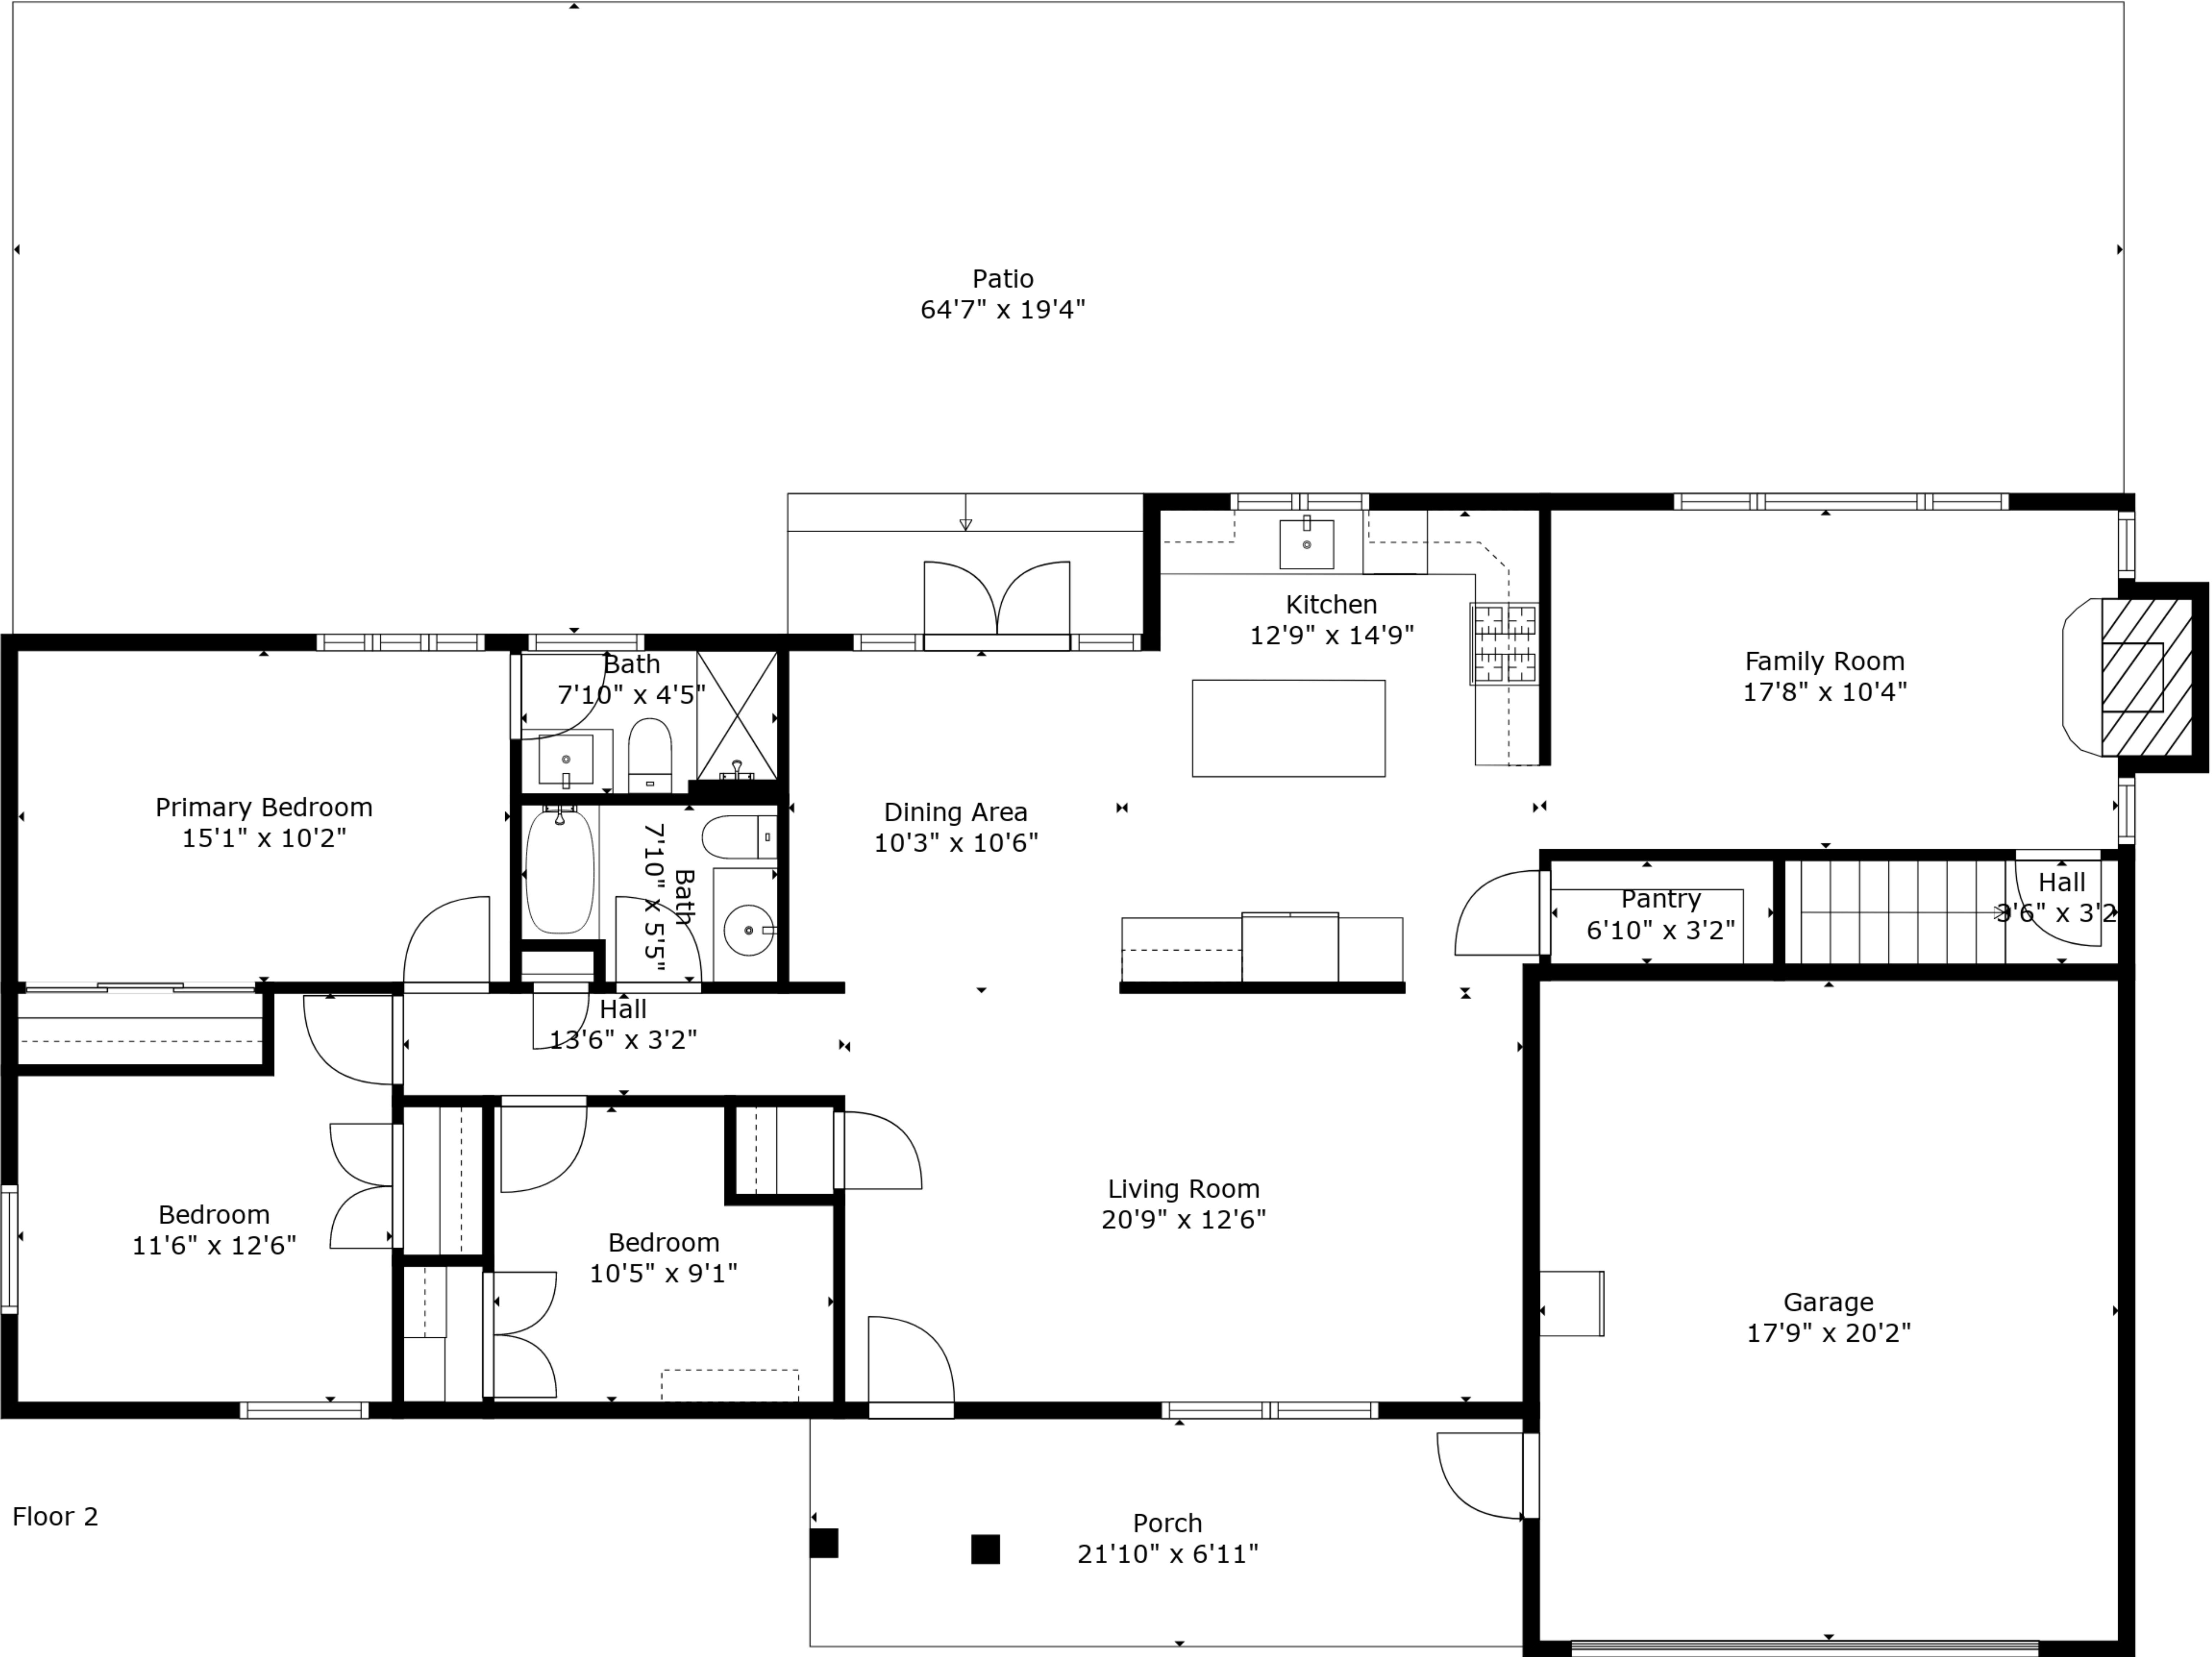 Patio
64'7" x 19'4"
Kitchen
12'9" x 14'9"
Bath
7'10" x 4'5"
Family Room
17'8" x 10'4"
Primary Bedroom
15'1" x 10'2"
Dining Area
10'3" x 10'6"
Bath
7'10" x 5'5"
Pantry
6'10" x 3'2"
Hall
3'6" x 3'2
Hall
13'6" x 3'2"
Living Room
20'9" x 12'6"
Bedroom
11'6" x 12'6"
Bedroom
10'5" x 9'1"
Garage
17'9" x 20'2"
Floor 2
Porch
21'10" x 6'11"